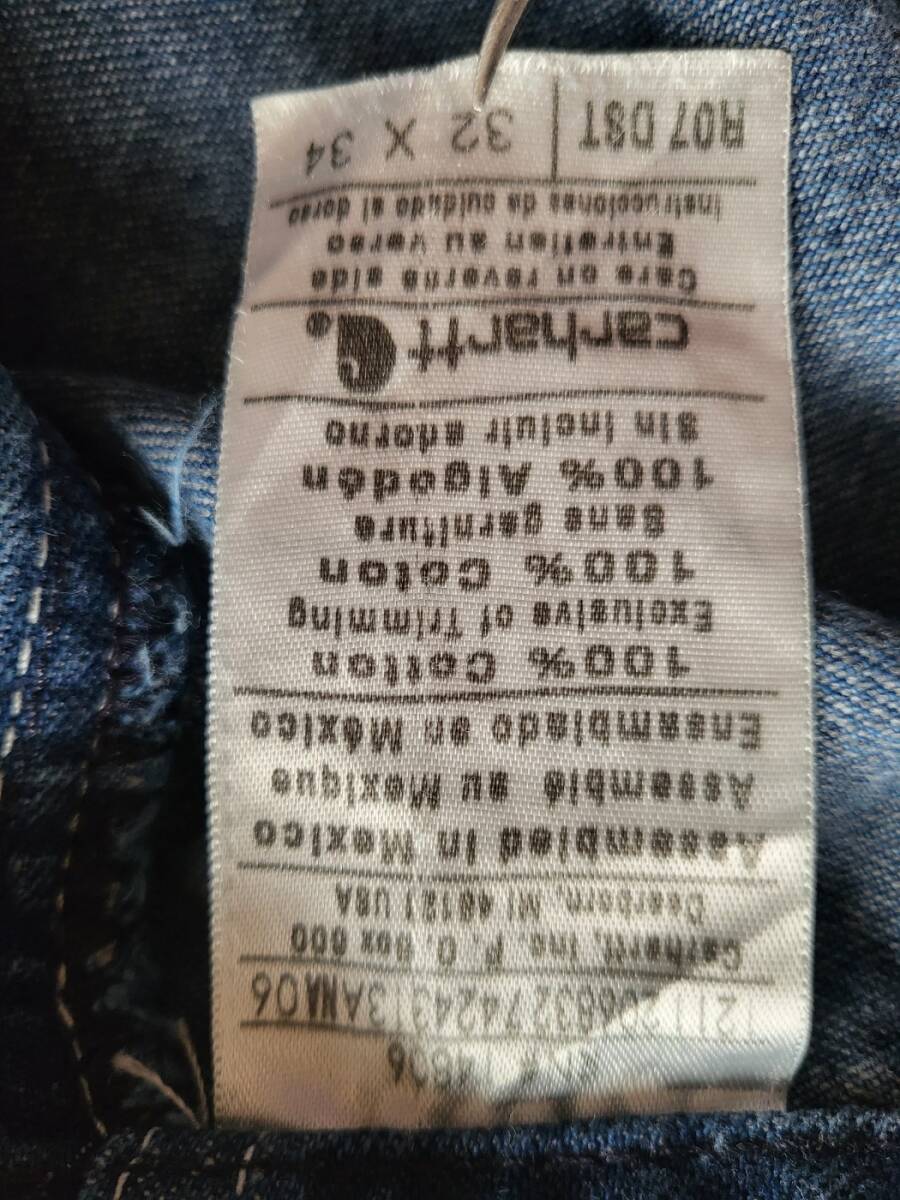 Carhartt, Inc. P. O. Box 600
Dearborn, MI 48121 USA
Assembled in Mexico
Assemblé au Mexique
Ensamblado en México
100% Cotton
Exclusive of Trimming
100% Coton
Sans garniture
100% Algodón
Sin incluir adorno
carhartt
Care on reverse side
Entretien au verso
Instrucciones de cuidado al dorso
R07 DST 32 X 34